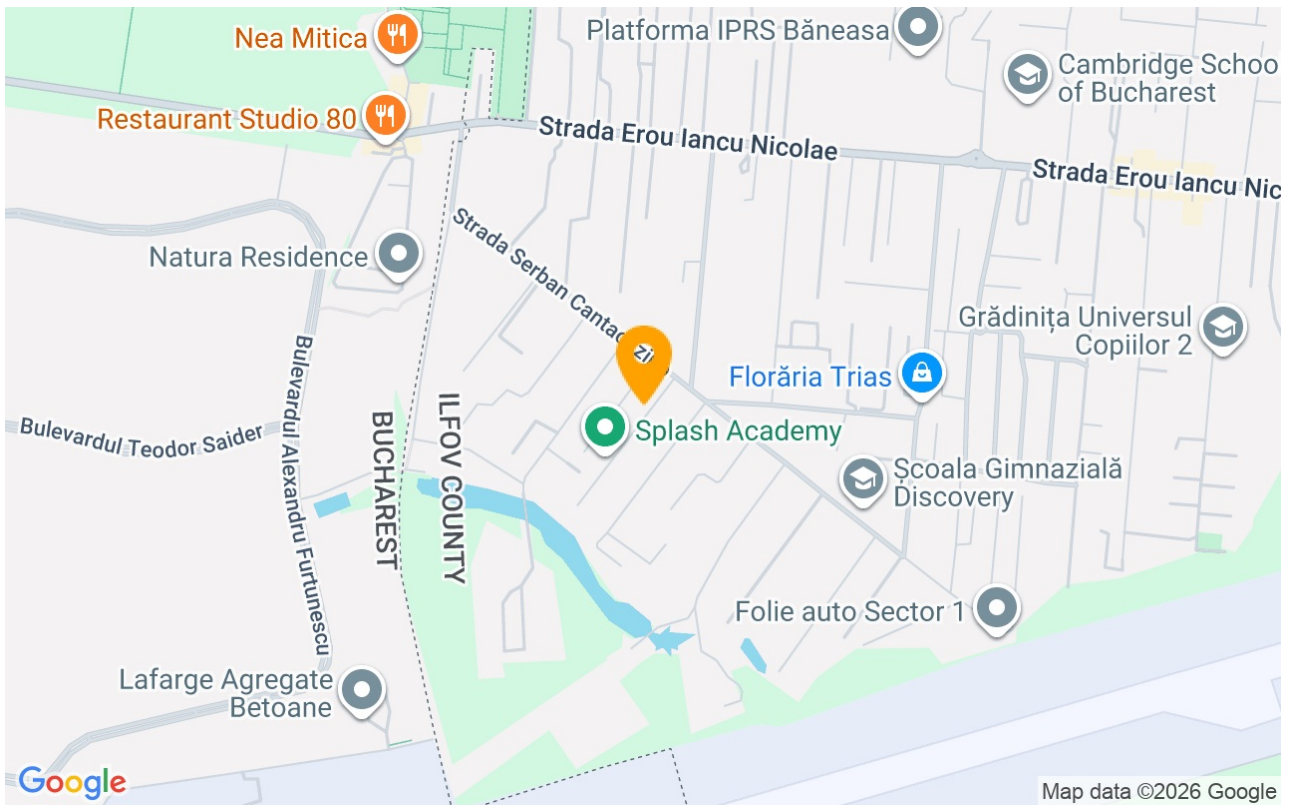 Nea Mitica
Platforma IPRS Băneasa
Cambridge Schoo
of Bucharest
Restaurant Studio 80
Strada Erou Iancu Nicolae
Strada Erou Iancu Nic
Strada Serban Cantac
zi
Natura Residence
Grădinița Universul
Copiilor 2
Florăria Trias
Bulevardul Alexandru Furtunescu
Bulevardul Teodor Saider
BUCHAREST
ILFOV COUNTY
Splash Academy
Școala Gimnazială
Discovery
Folie auto Sector 1
Lafarge Agregate
Betoane
Google
Map data ©2026 Google